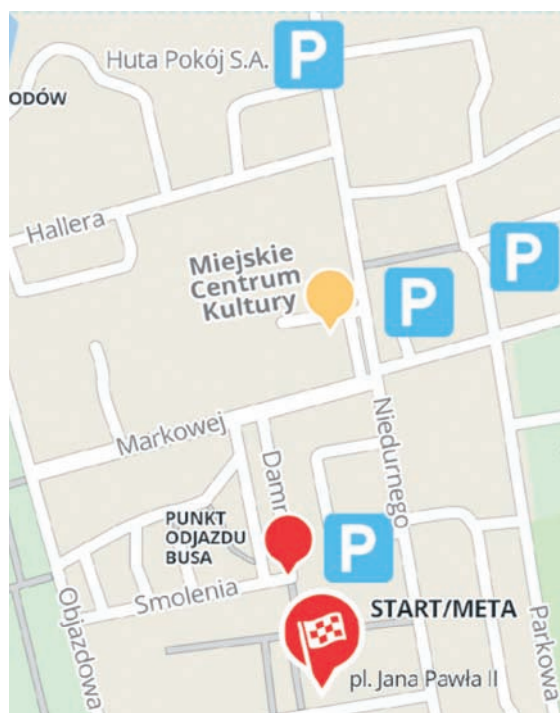 Huta Pokój S.A.
P
ODÓW
Hallera
P
Miejskie
Centrum
Kultury
P
Markowej
Niedurnego
Damr
PUNKT
ODJAZDU
BUSA
P
Smolenia
Objazdowa
START/META
Parkowa
pl. Jana Pawła II